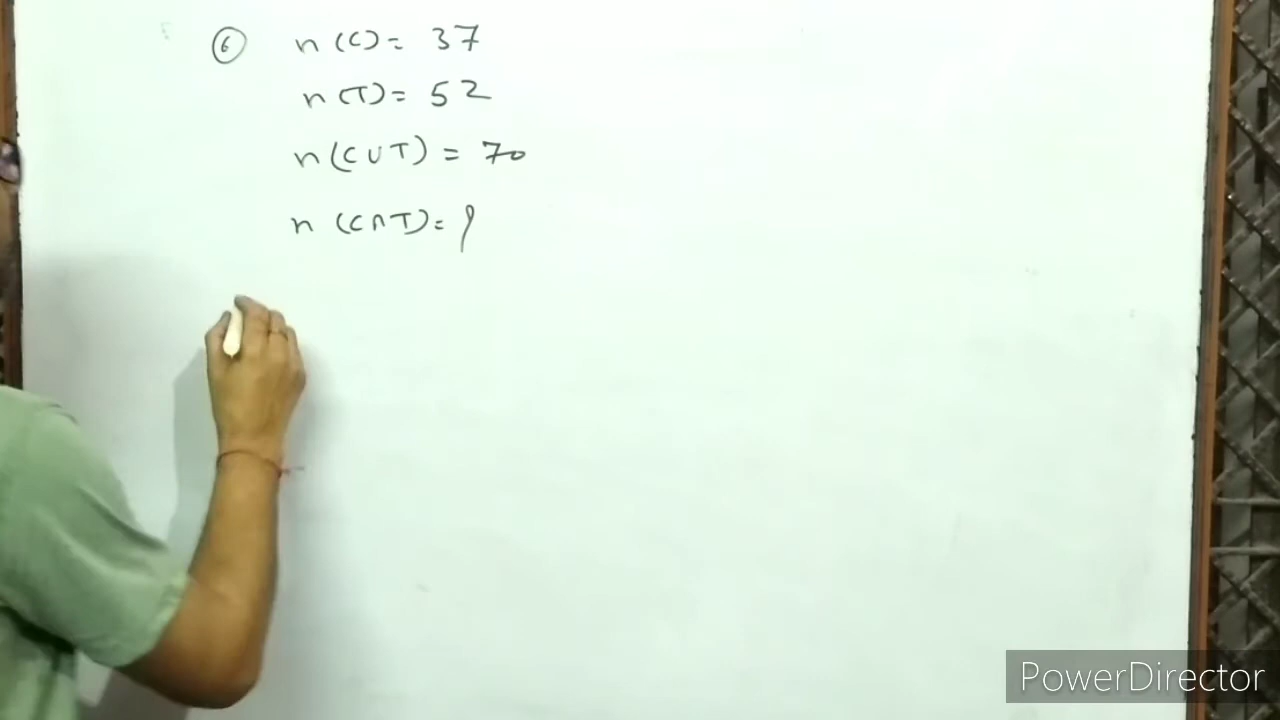 ⑥ n (C) = 37
n (T) = 52
n (C ∪ T) = 70
n (C ∩ T) = ?
PowerDirector